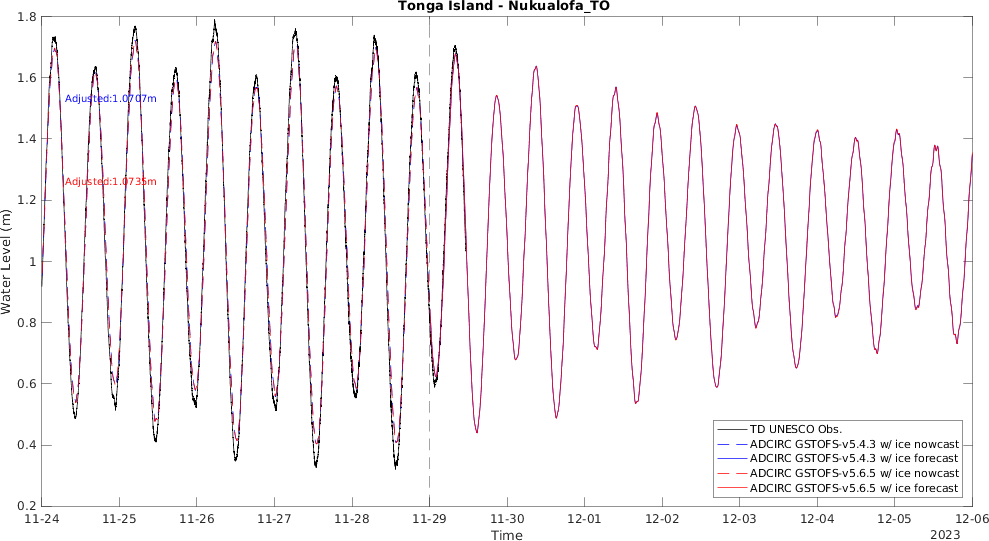 Tonga Island - Nukualofa_TO
1.8
1.6
1.4
1.2
1
0.8
0.6
0.4
0.2
Water Level (m)
Adjusted:1.0707m
Adjusted:1.0735m
TD UNESCO Obs.
ADCIRC GSTOFS-v5.4.3 w/ ice nowcast
ADCIRC GSTOFS-v5.4.3 w/ ice forecast
ADCIRC GSTOFS-v5.6.5 w/ ice nowcast
ADCIRC GSTOFS-v5.6.5 w/ ice forecast
11-24 11-25 11-26 11-27 11-28 11-29 11-30 12-01 12-02 12-03 12-04 12-05 12-06
Time
2023